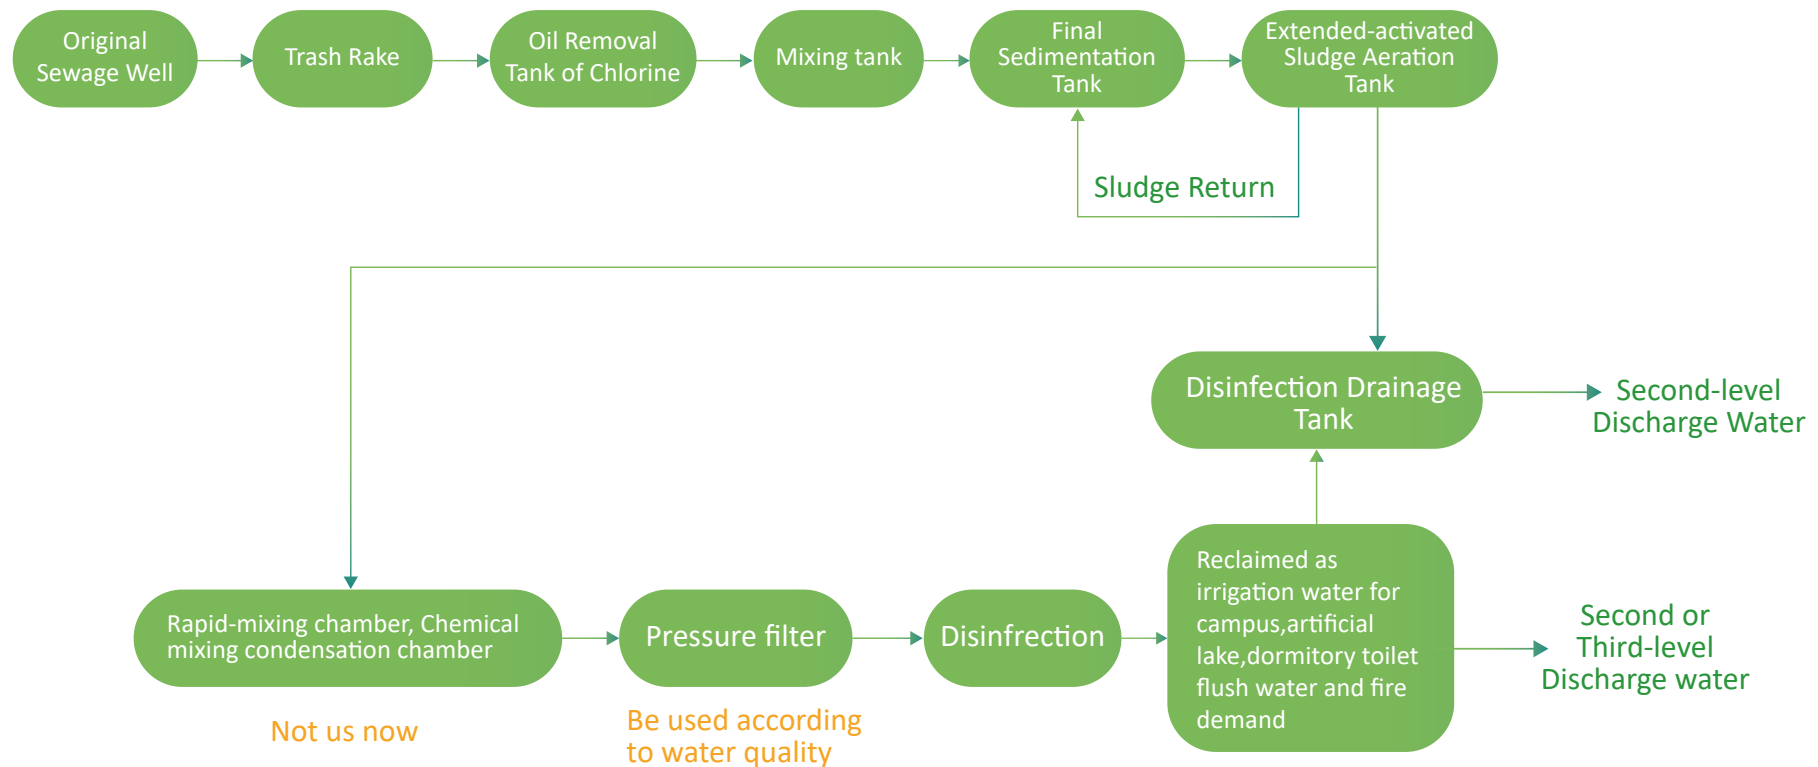 Original
Sewage Well
Trash Rake
Oil Removal
Tank of Chlorine
Mixing tank
Final
Sedimentation
Tank
Extended-activated
Sludge Aeration
Tank
Sludge Return
Disinfection Drainage
Tank
Second-level
Discharge Water
Rapid-mixing chamber, Chemical
mixing condensation chamber
Not us now
Pressure filter
Be used according
to water quality
Disinfrection
Reclaimed as
irrigation water for
campus,artificial
lake,dormitory toilet
flush water and fire
demand
Second or
Third-level
Discharge water